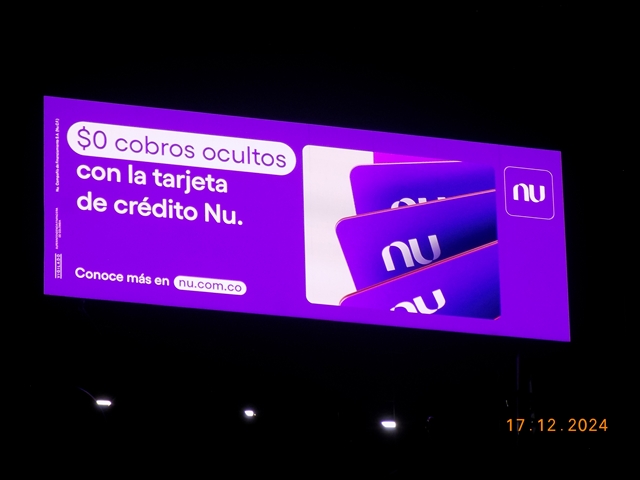 $0 cobros ocultos
con la tarjeta
de crédito Nu.
Conoce más en nu.com.co
nu
nu
nu
nu
VIGILADO
17.12.2024